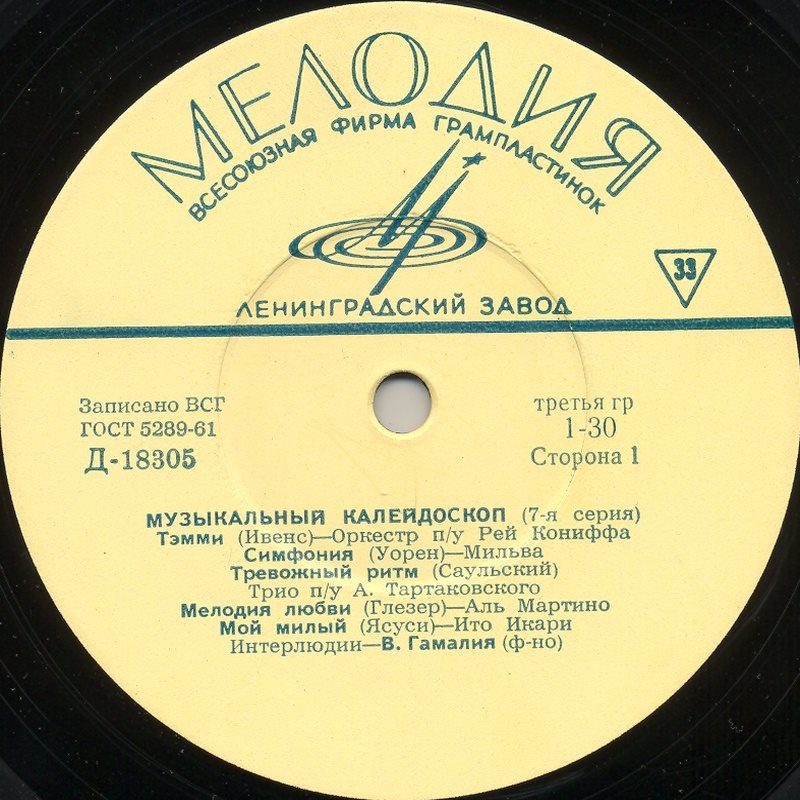 МЕЛОДИЯ
ВСЕСОЮЗНАЯ ФИРМА ГРАМПЛАСТИНОК
33
ЛЕНИНГРАДСКИЙ ЗАВОД
Записано ВСГ
ГОСТ 5289-61
Д-18305
третья гр
1-30
Сторона 1
МУЗЫКАЛЬНЫЙ КАЛЕЙДОСКОП (7-я серия)
Тэмми (Ивенс)—Оркестр п/у Рей Кониффа
Симфония (Уорен)—Мильва
Тревожный ритм (Саульский)
Трио п/у А. Тартаковского
Мелодия любви (Глезер)—Аль Мартино
Мой милый (Ясуси)—Ито Икари
Интерлюдии—В. Гамалия (ф-но)